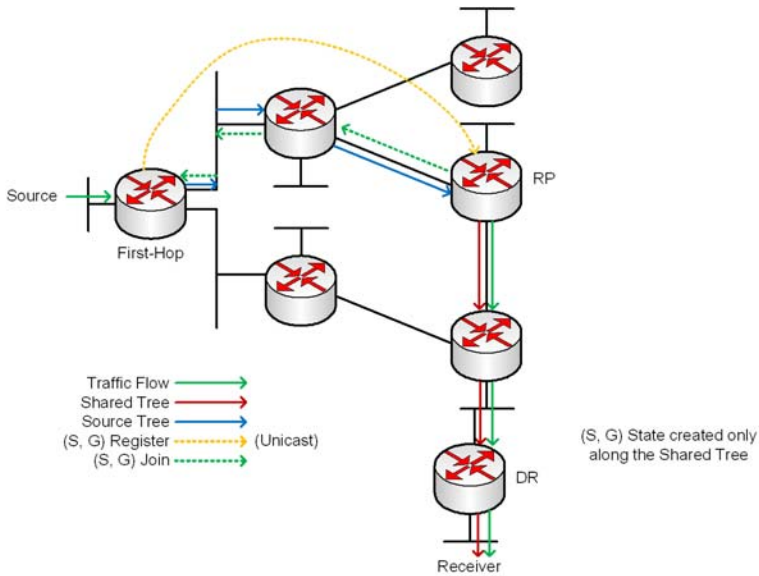 RP
Source
First-Hop
Traffic Flow
Shared Tree
Source Tree
(S, G) Register
(Unicast)
(S, G) Join
(S, G) State created only
along the Shared Tree
DR
Receiver